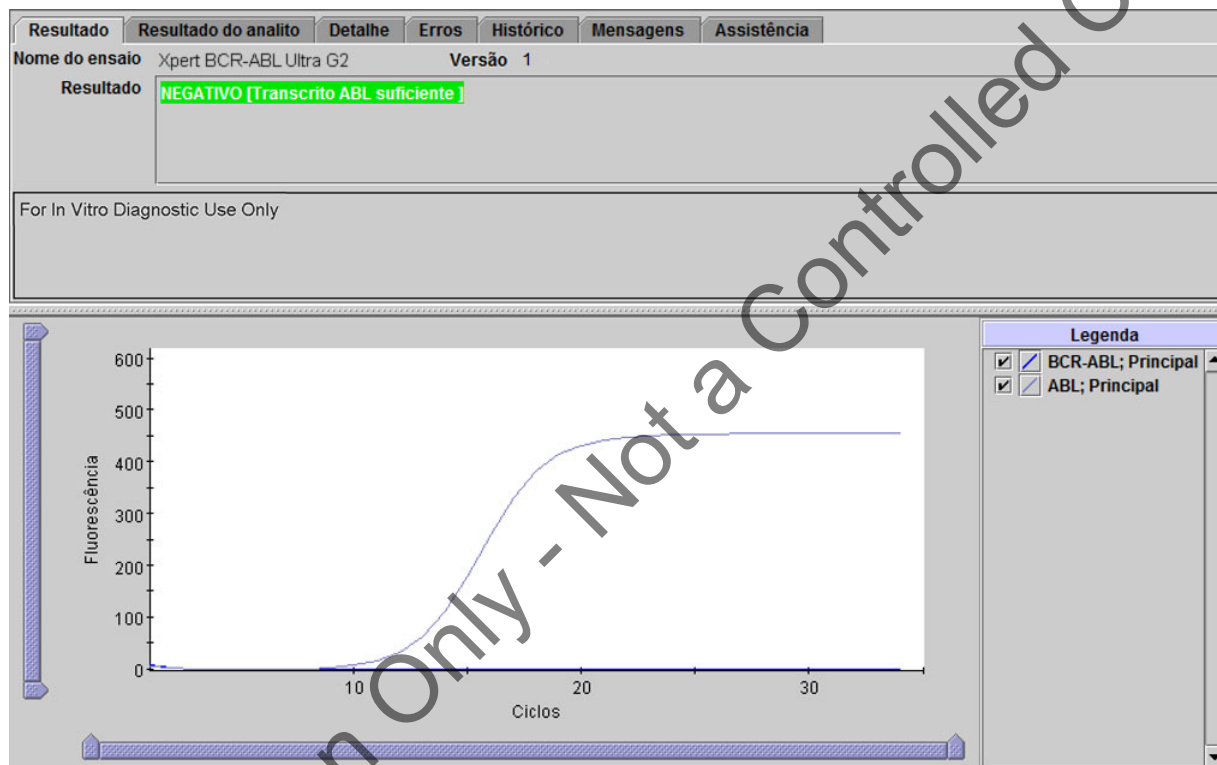 Resultado Resultado do analito Detalhe Erros Histórico Mensagens Assistência
Nome do ensaio Xpert BCR-ABL Ultra G2 Versão 1
Resultado NEGATIVO [Transcrito ABL suficiente ]
For In Vitro Diagnostic Use Only
Legenda
BCR-ABL; Principal
ABL; Principal
Fluorescência
600
500
400
300
200
100
0
10 20 30
Ciclos
Only - Not a Controlled